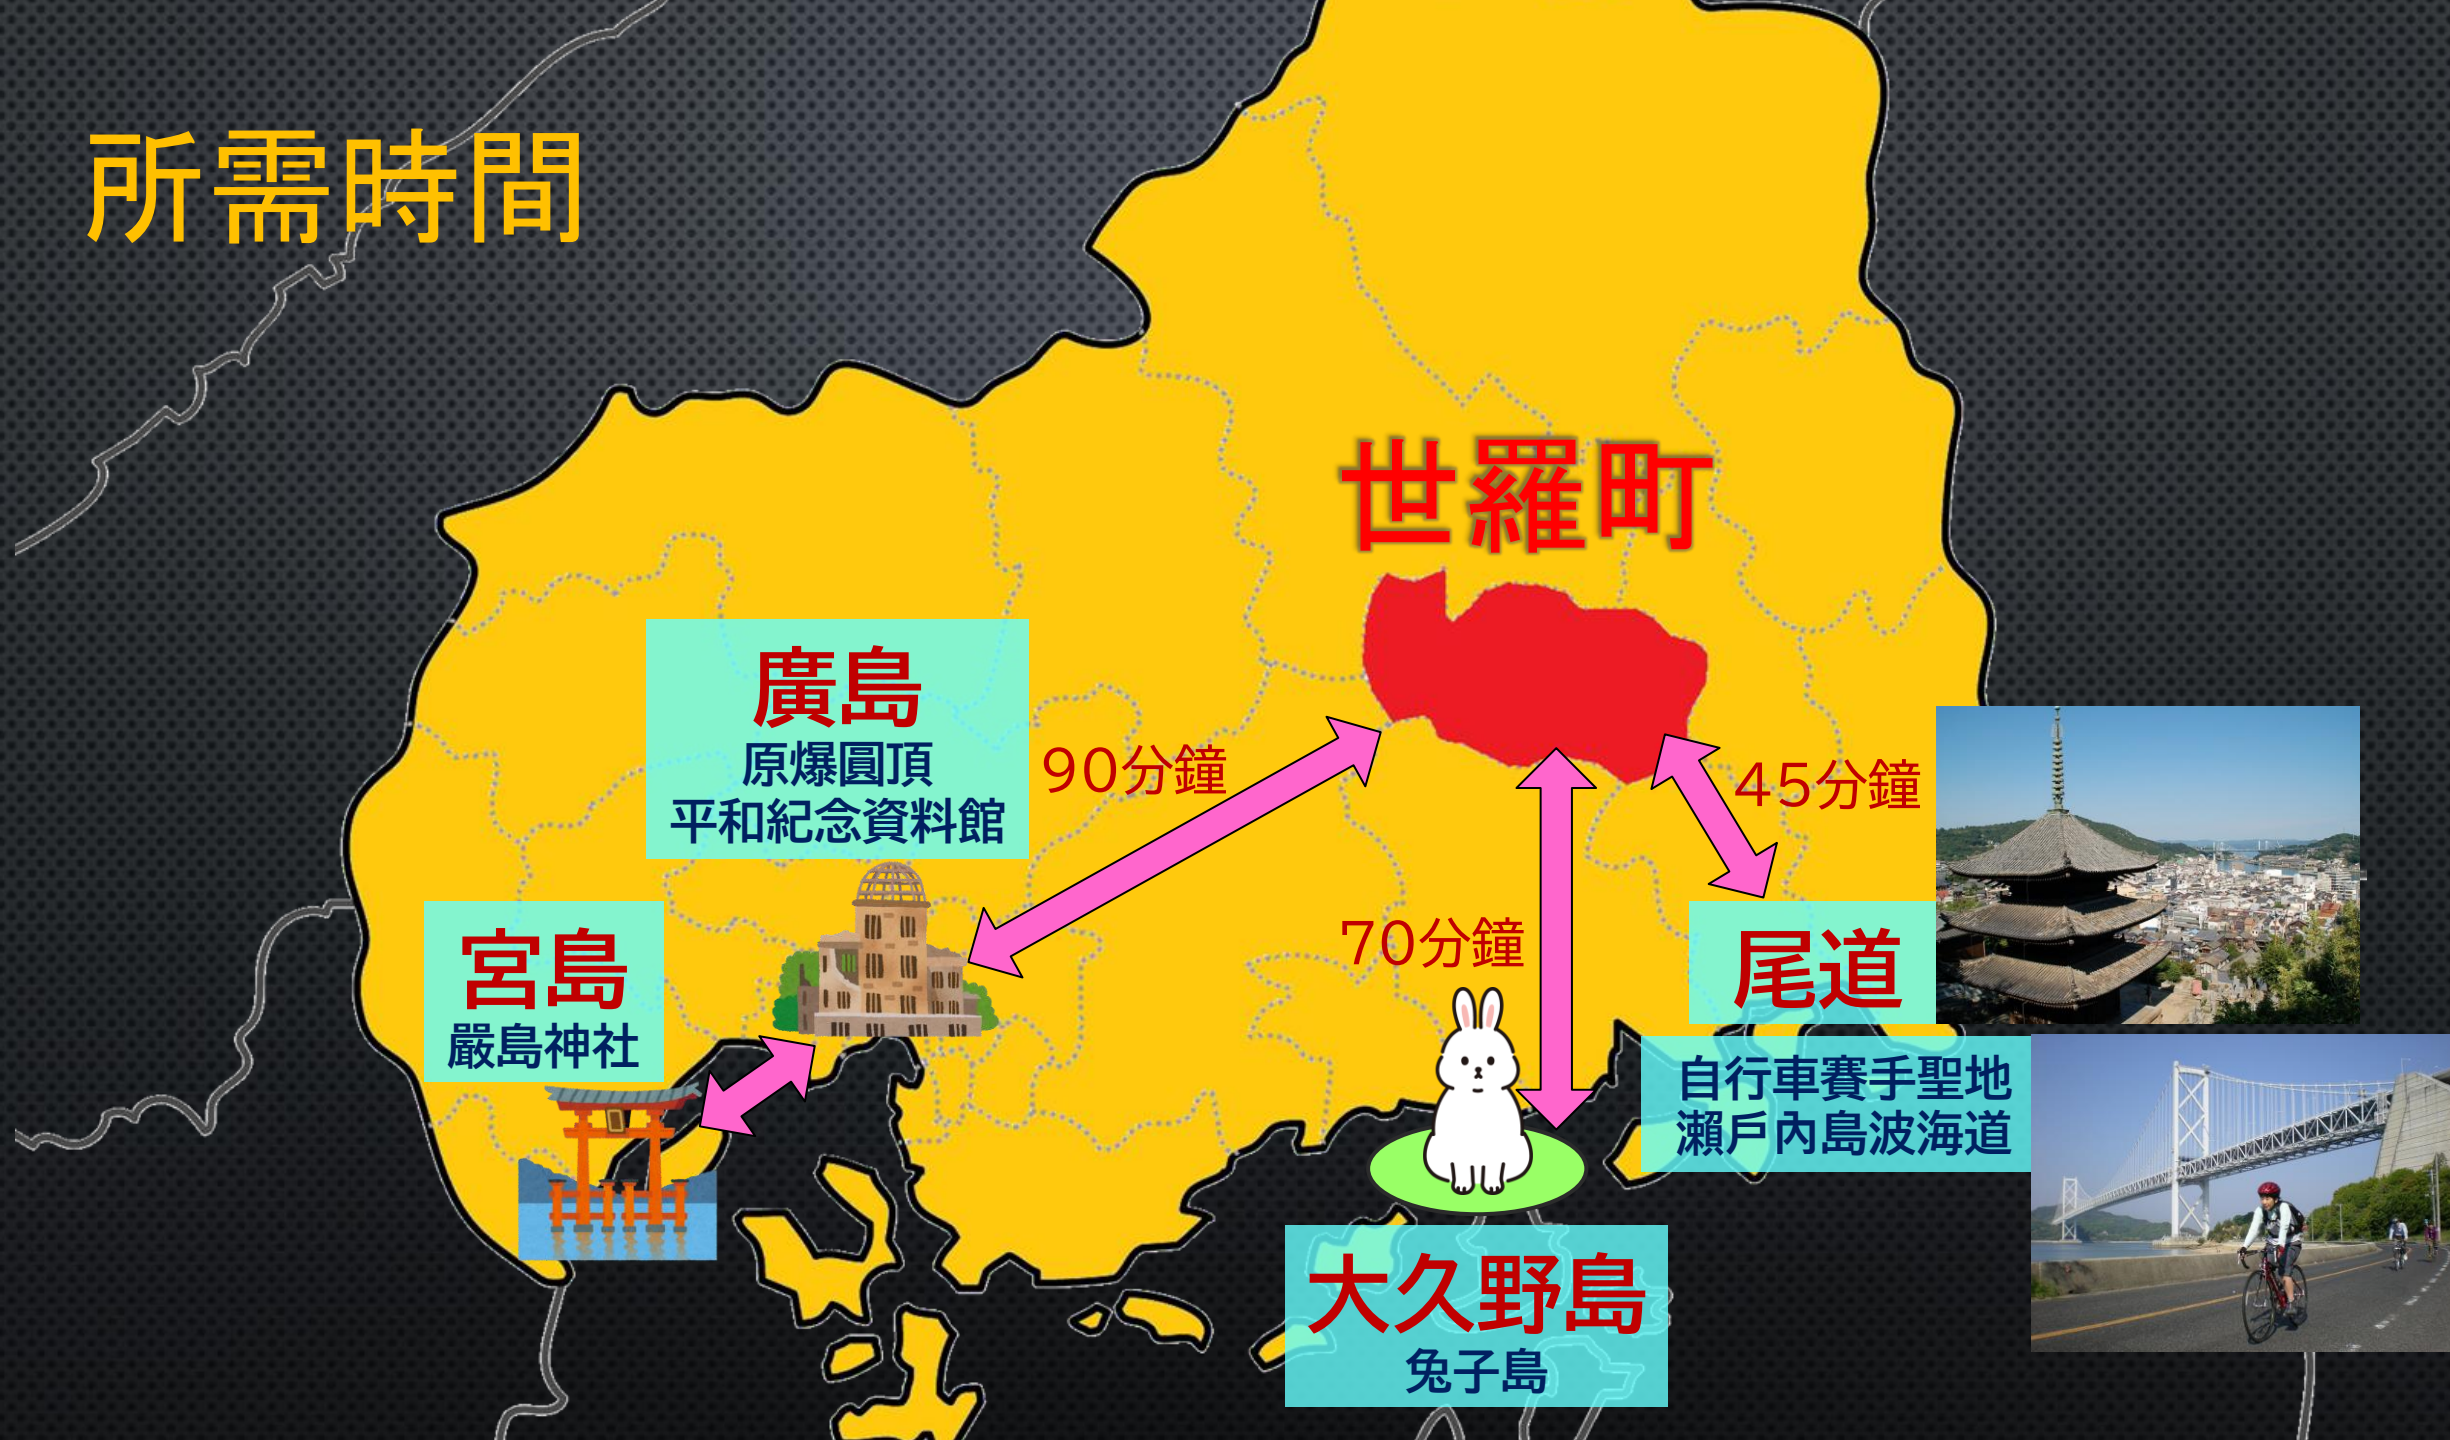 所需時間
世羅町
廣島
原爆圓頂
平和紀念資料館
90分鐘
45分鐘
宮島
嚴島神社
70分鐘
尾道
自行車賽手聖地
瀨戶內島波海道
大久野島
兔子島